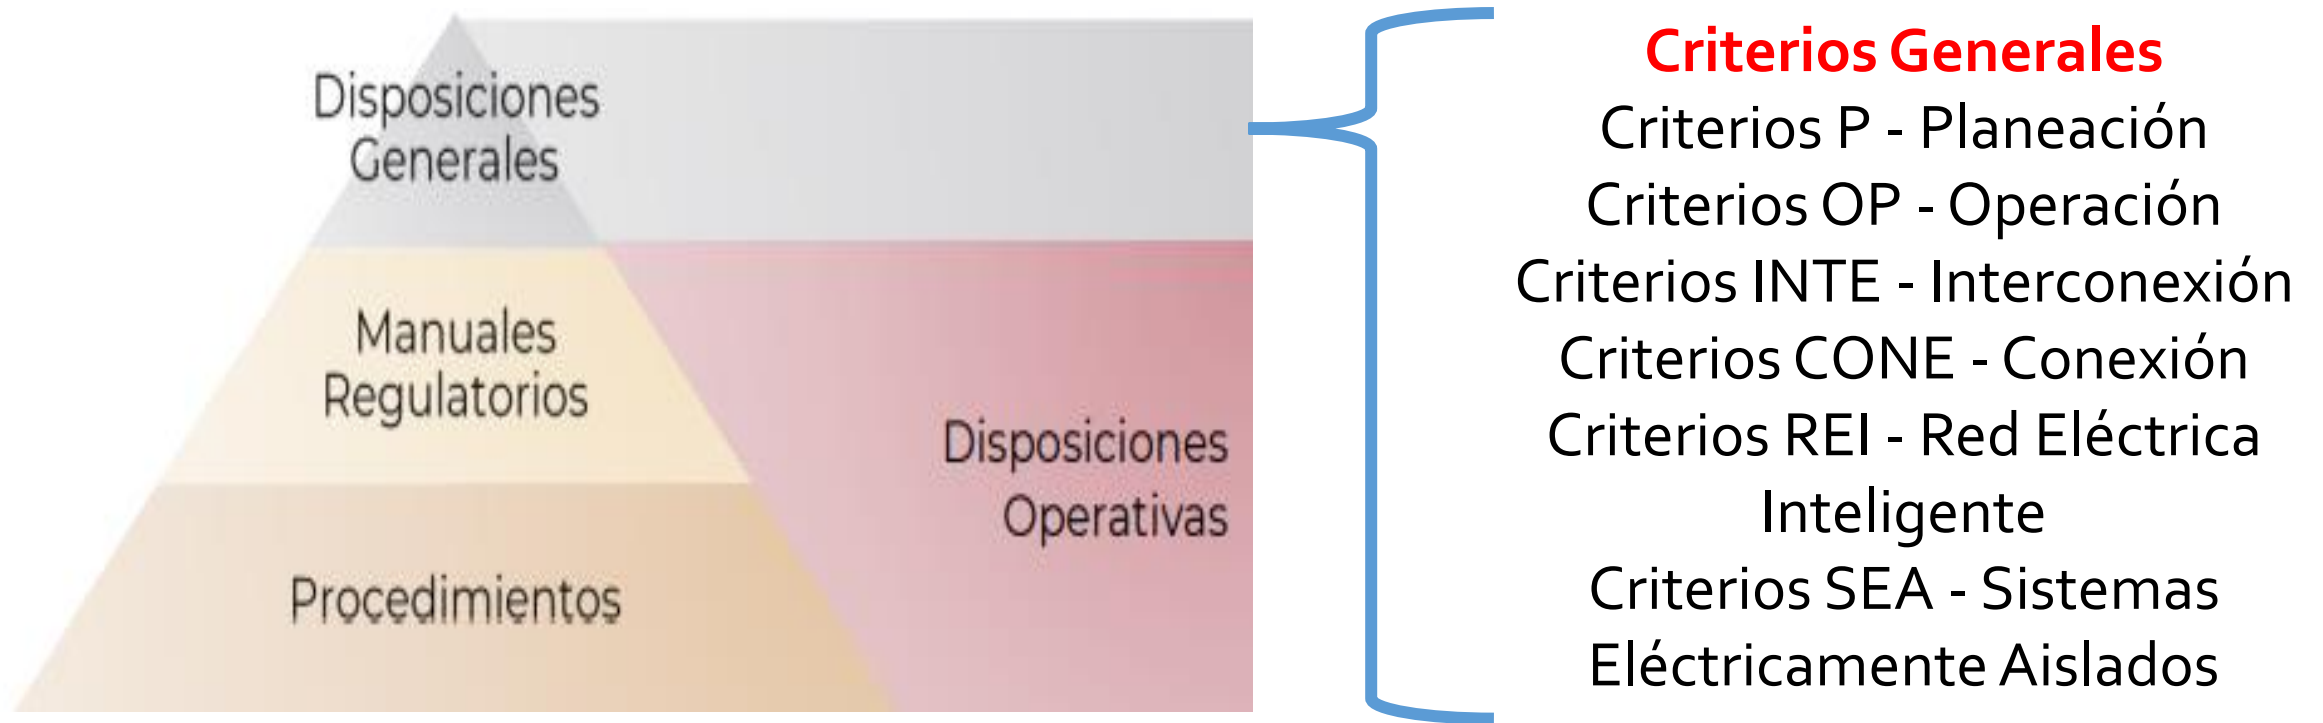 Disposiciones
Generales
Manuales
Regulatorios
Procedimientos
Disposiciones
Operativas
Criterios Generales
Criterios P - Planeación
Criterios OP - Operación
Criterios INTE - Interconexión
Criterios CONE - Conexión
Criterios REI - Red Eléctrica
Inteligente
Criterios SEA - Sistemas
Eléctricamente Aislados